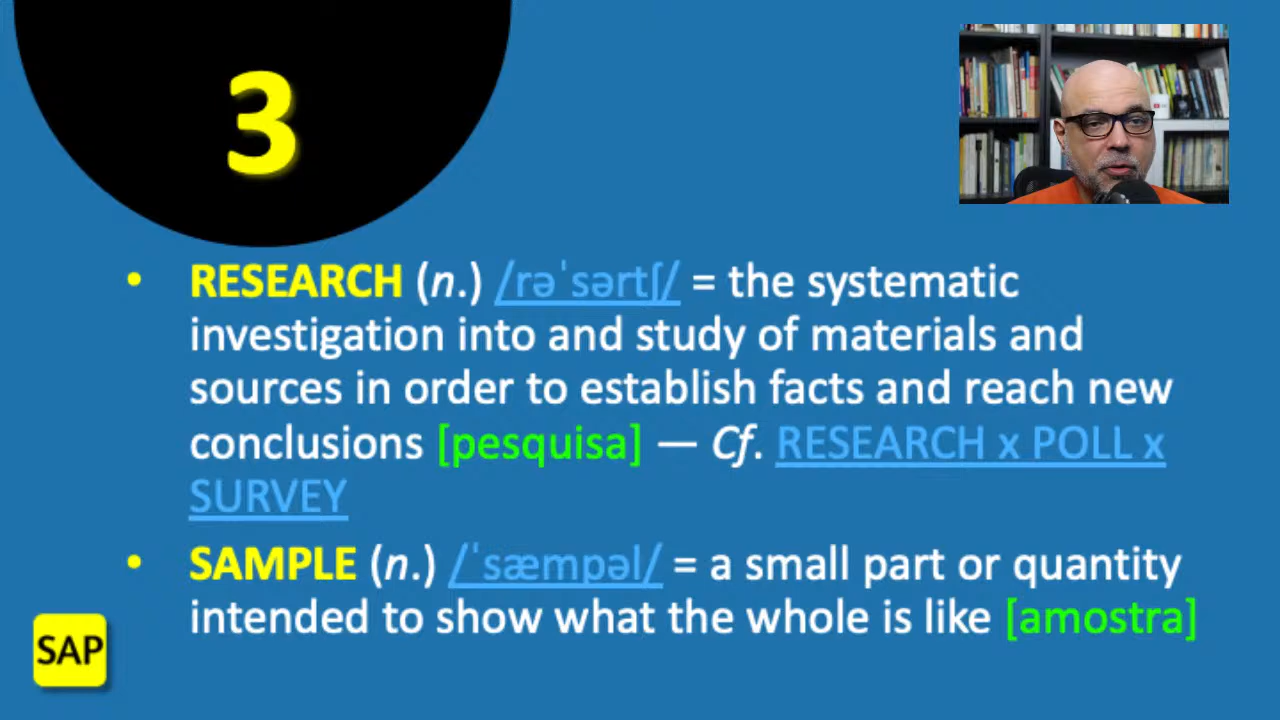 3
• RESEARCH (n.) /rəˈsərtʃ/ = the systematic
investigation into and study of materials and
sources in order to establish facts and reach new
conclusions [pesquisa] — Cf. RESEARCH x POLL x
SURVEY
• SAMPLE (n.) /ˈsæmpəl/ = a small part or quantity
intended to show what the whole is like [amostra]
SAP